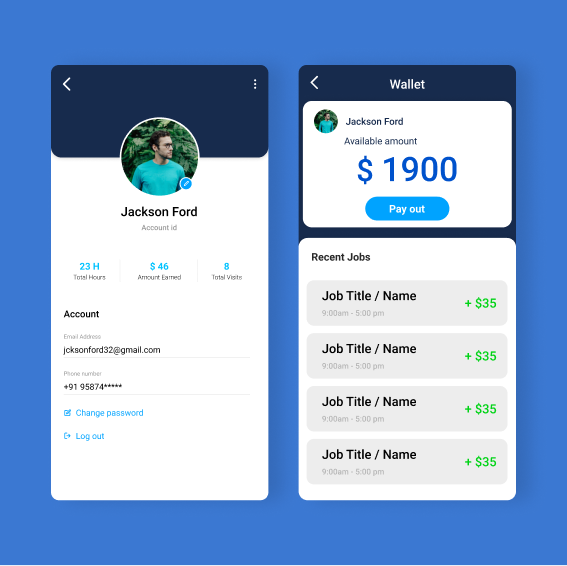 Jackson Ford
Account id
23 H
Total Hours
$ 46
Amount Earned
8
Total Visits
Account
Email Address
jcksonford32@gmail.com
Phone number
+91 95874*****
Change password
Log out
Wallet
Jackson Ford
Available amount
$ 1900
Pay out
Recent Jobs
Job Title / Name
9:00am - 5:00 pm
+ $35
Job Title / Name
9:00am - 5:00 pm
+ $35
Job Title / Name
9:00am - 5:00 pm
+ $35
Job Title / Name
9:00am - 5:00 pm
+ $35